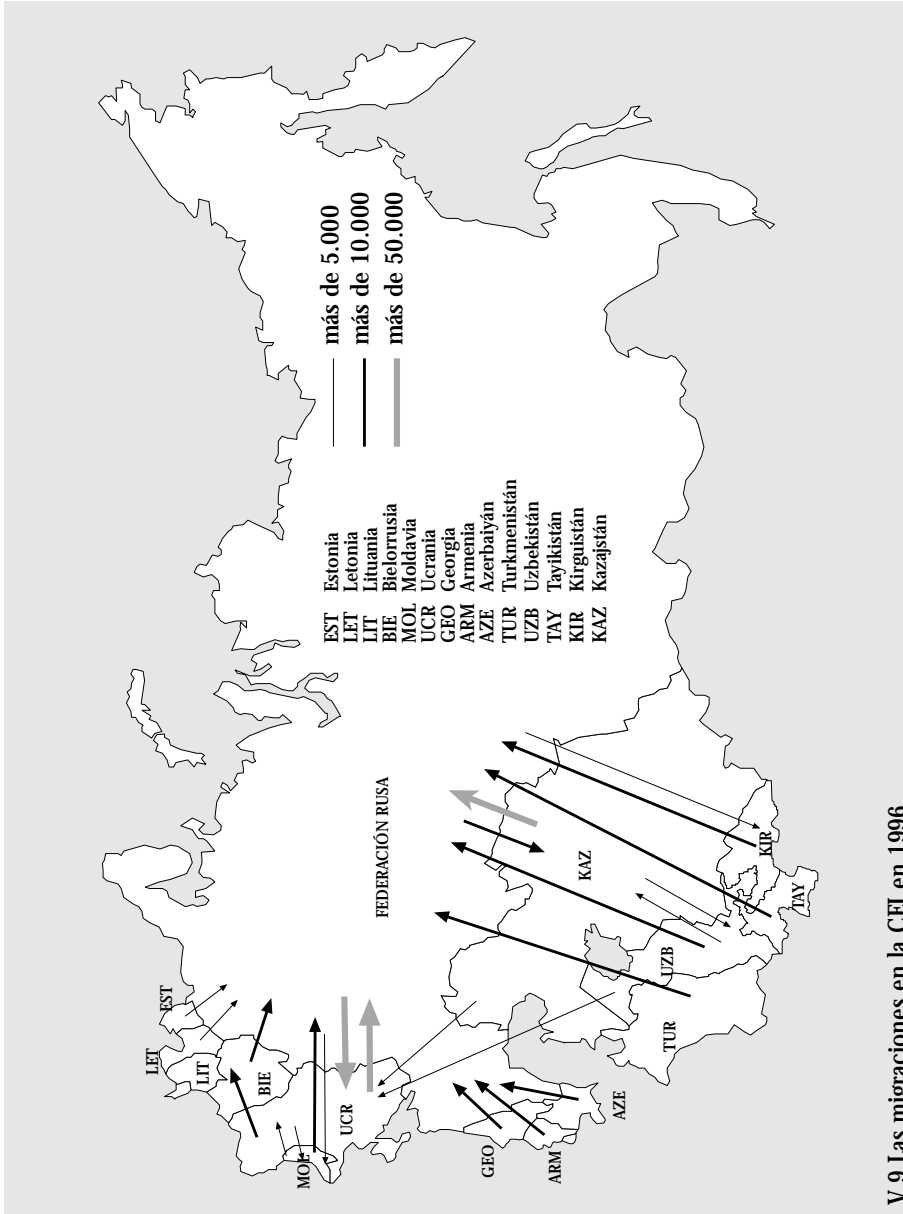 EST
LET
LIT
BIE
MOL
UCR
GEO
ARM
AZE
TUR
UZB
TAY
KIR
KAZ
FEDERACIÓN RUSA
EST Estonia
LET Letonia
LIT Lituania
BIE Bielorrusia
MOL Moldavia
UCR Ucrania
GEO Georgia
ARM Armenia
AZE Azerbaiyán
TUR Turkmenistán
UZB Uzbekistán
TAY Tayikistán
KIR Kirguistán
KAZ Kazajstán
más de 5.000
más de 10.000
más de 50.000
V. 9 Las migraciones en la CEI en 1996